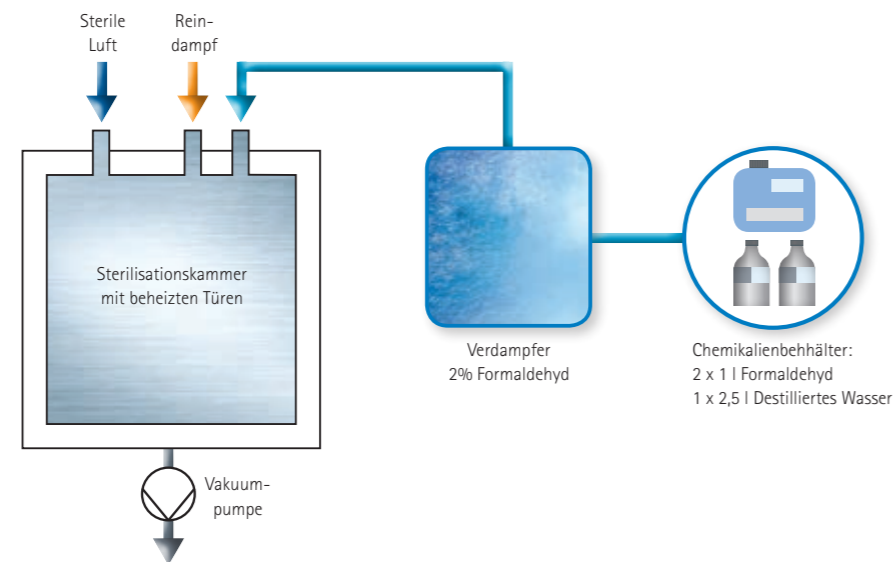 Sterile
Luft
Rein-
dampf
Sterilisationskammer
mit beheizten Türen
Verdampfer
2% Formaldehyd
Chemikalienbehhälter:
2 x 1 l Formaldehyd
1 x 2,5 l Destilliertes Wasser
Vakuum-
pumpe